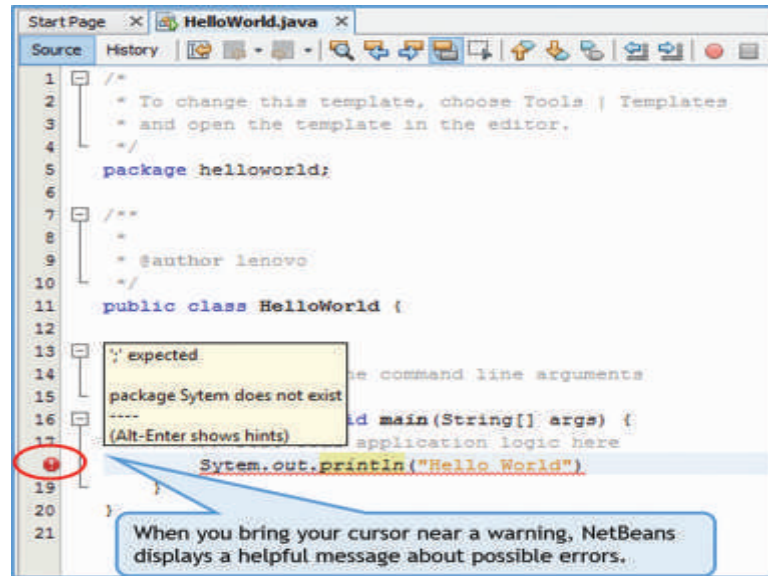 Start Page × HelloWorld.java ×
Source History
1 /*
2 * To change this template, choose Tools | Templates
3 * and open the template in the editor.
4 */
5 package helloworld;
6
7 /**
8 *
9 * @author lenovo
10 */
11 public class HelloWorld {
12
13
14 he command line arguments
15
16 id main(String[] args) {
17 application logic here
Sytem.out.println("Hello World")
19 }
20 }
21
';' expected
package Sytem does not exist
----
(Alt-Enter shows hints)
When you bring your cursor near a warning, NetBeans
displays a helpful message about possible errors.